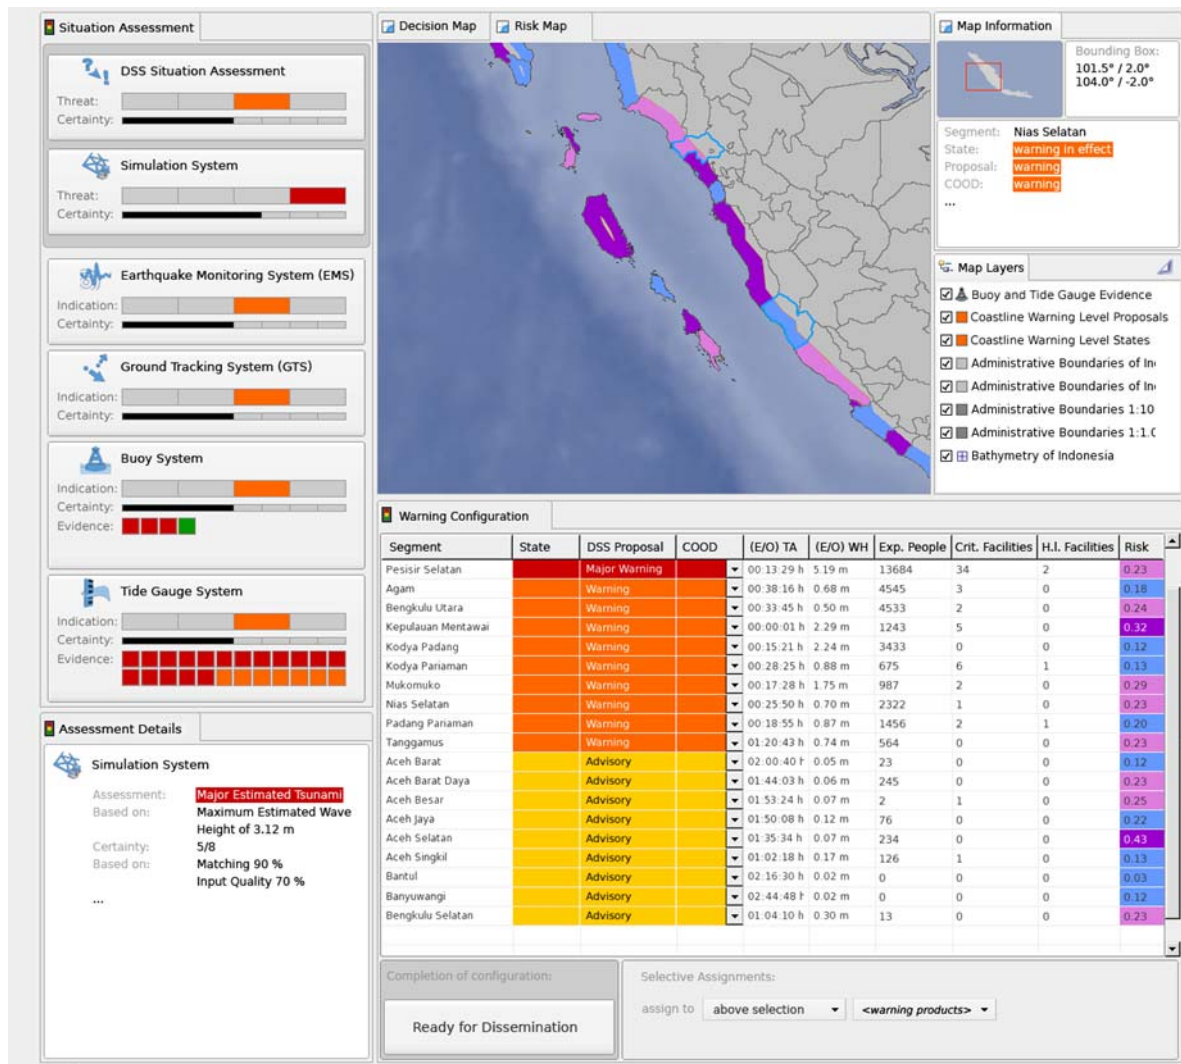 Situation Assessment
DSS Situation Assessment
Threat:
Certainty:
Simulation System
Threat:
Certainty:
Earthquake Monitoring System (EMS)
Indication:
Certainty:
Ground Tracking System (GTS)
Indication:
Certainty:
Buoy System
Indication:
Certainty:
Evidence:
Tide Gauge System
Indication:
Certainty:
Evidence:
Assessment Details
Simulation System
Assessment: Major Estimated Tsunami
Based on: Maximum Estimated Wave
Height of 3.12 m
Certainty: 5/8
Based on: Matching 90 %
Input Quality 70 %
...
Decision Map Risk Map
Map Information
Bounding Box:
101.5° / 2.0°
104.0° / -2.0°
Segment: Nias Selatan
State: warning in effect
Proposal: warning
COOD: warning
...
Map Layers
Buoy and Tide Gauge Evidence
Coastline Warning Level Proposals
Coastline Warning Level States
Administrative Boundaries of In
Administrative Boundaries of In
Administrative Boundaries 1:10
Administrative Boundaries 1:1.0
Bathymetry of Indonesia
Warning Configuration
Segment State DSS Proposal COOD (E/O) TA (E/O) WH Exp. People Crit. Facilities H.I. Facilities Risk
Pesisir Selatan Major Warning 00:13:29 h 5.19 m 13684 34 2 0.23
Agam Warning 00:38:16 h 0.68 m 4545 3 0 0.18
Bengkulu Utara Warning 00:33:45 h 0.50 m 4533 2 0 0.24
Kepulauan Mentawai Warning 00:00:01 h 2.29 m 1243 5 0 0.32
Kodya Padang Warning 00:15:21 h 2.24 m 3433 0 0 0.12
Kodya Pariaman Warning 00:28:25 h 0.88 m 675 6 1 0.13
Mukomuko Warning 00:17:28 h 1.75 m 987 2 0 0.29
Nias Selatan Warning 00:25:50 h 0.70 m 2322 1 0 0.23
Padang Pariaman Warning 00:18:55 h 0.87 m 1456 2 1 0.20
Tanggamus Warning 01:20:43 h 0.74 m 564 0 0 0.23
Aceh Barat Advisory 02:00:40 h 0.05 m 23 0 0 0.12
Aceh Barat Daya Advisory 01:44:03 h 0.06 m 245 0 0 0.23
Aceh Besar Advisory 01:53:24 h 0.07 m 2 1 0 0.25
Aceh Jaya Advisory 01:50:08 h 0.12 m 76 0 0 0.22
Aceh Selatan Advisory 01:35:34 h 0.07 m 234 0 0 0.43
Aceh Singkil Advisory 01:02:18 h 0.17 m 126 1 0 0.13
Bantul Advisory 02:16:30 h 0.02 m 0 0 0 0.03
Banyuwangi Advisory 02:44:48 h 0.02 m 0 0 0 0.12
Bengkulu Selatan Advisory 01:04:10 h 0.30 m 13 0 0 0.23
Completion of configuration:
Ready for Dissemination
Selective Assignments:
assign to above selection <warning products>